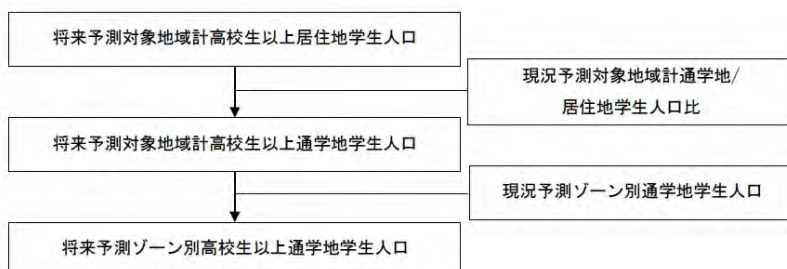 将来予測対象地域計高校生以上居住地学生人口
現況予測対象地域計通学地/
居住地学生人口比
将来予測対象地域計高校生以上通学地学生人口
現況予測ゾーン別通学地学生人口
将来予測ゾーン別高校生以上通学地学生人口